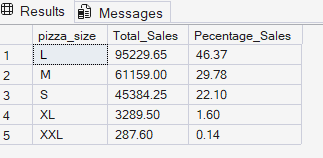 Results Messages
pizza_size Total_Sales Pecentage_Sales
1 L 95229.65 46.37
2 M 61159.00 29.78
3 S 45384.25 22.10
4 XL 3289.50 1.60
5 XXL 287.60 0.14